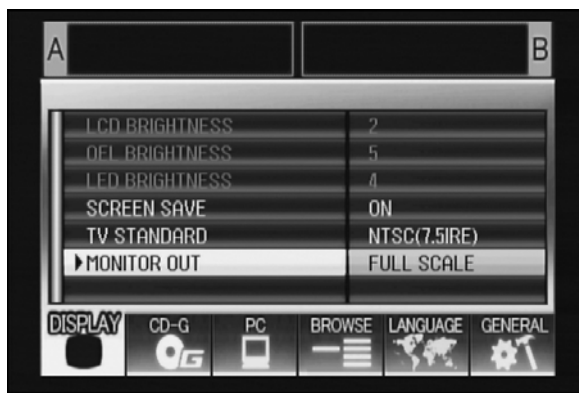 A B
LCD BRIGHTNESS 2
OEL BRIGHTNESS 5
LED BRIGHTNESS 4
SCREEN SAVE ON
TV STANDARD NTSC(7.5IRE)
▶MONITOR OUT FULL SCALE
DISPLAY CD-G PC BROWSE LANGUAGE GENERAL
G